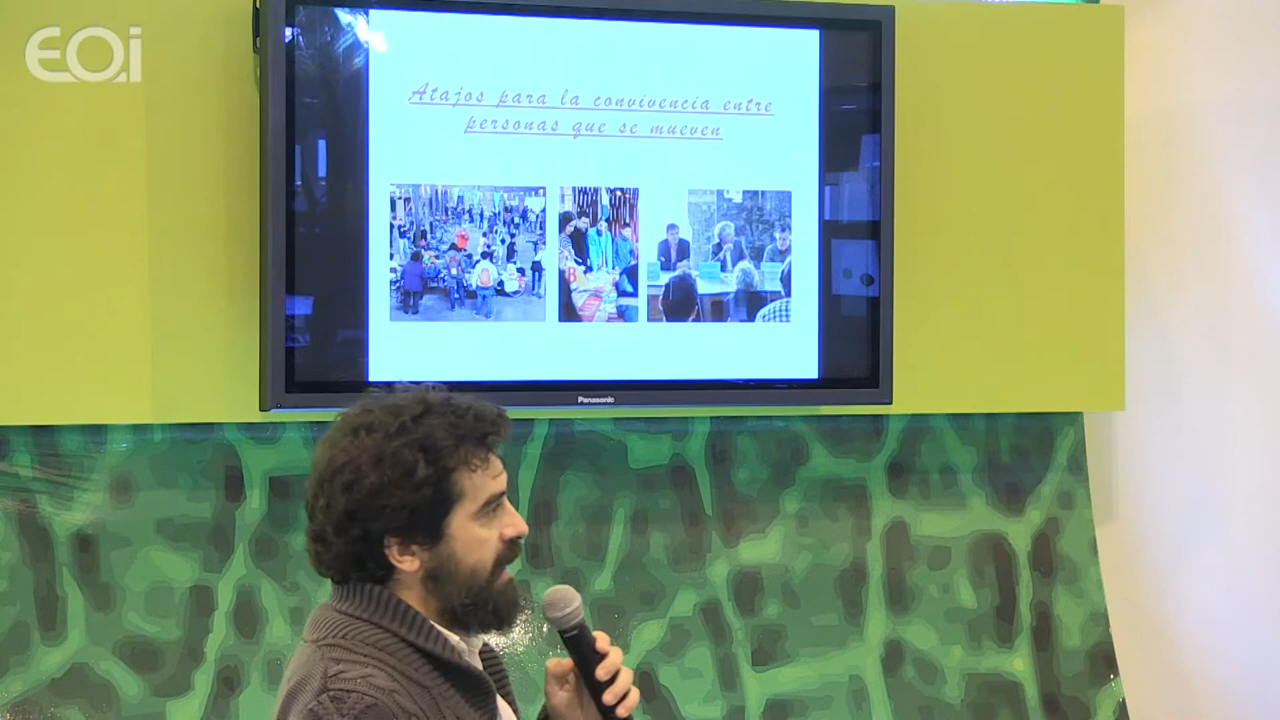 EOi
Atajos para la convivencia entre
personas que se mueven
Panasonic